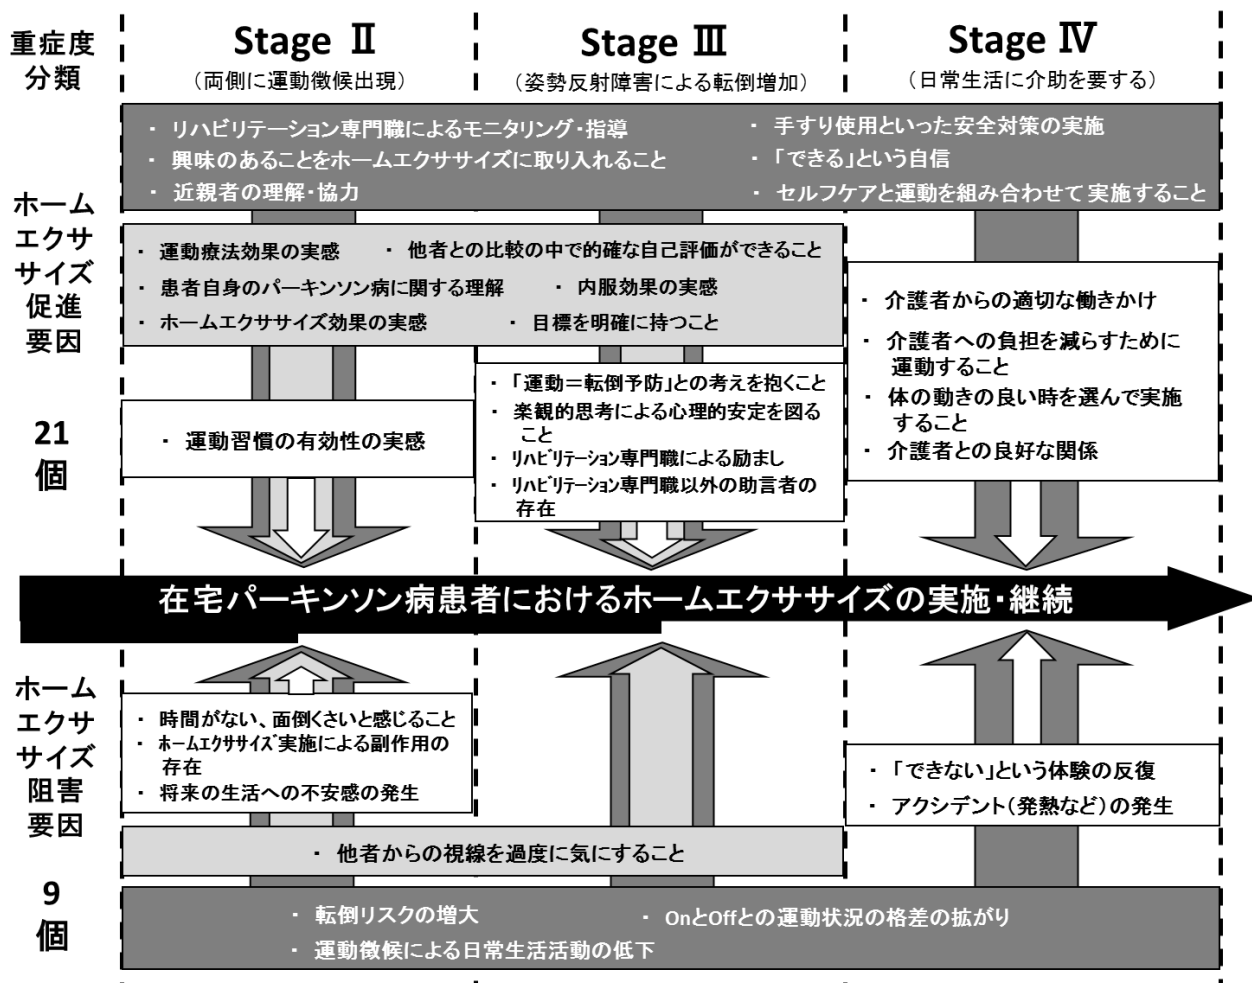 重症度
分類
Stage Ⅱ
(両側に運動徴候出現)
Stage Ⅲ
(姿勢反射障害による転倒増加)
Stage Ⅳ
(日常生活に介助を要する)
ホーム
エクサ
サイズ
促進
要因
21
個
・ リハビリテーション専門職によるモニタリング・指導
・ 興味のあることをホームエクササイズに取り入れること
・ 近親者の理解・協力
・ 手すり使用といった安全対策の実施
・ 「できる」という自信
・ セルフケアと運動を組み合わせて実施すること
・ 運動療法効果の実感
・ 他者との比較の中で的確な自己評価ができること
・ 患者自身のパーキンソン病に関する理解
・ 内服効果の実感
・ ホームエクササイズ効果の実感
・ 目標を明確に持つこと
・ 運動習慣の有効性の実感
・ 「運動=転倒予防」との考えを抱くこと
・ 楽観的思考による心理的安定を図る
こと
・ リハビリテーション専門職による励まし
・ リハビリテーション専門職以外の助言者の
存在
・ 介護者からの適切な働きかけ
・ 介護者への負担を減らすために
運動すること
・ 体の動きの良い時を選んで実施
すること
・ 介護者との良好な関係
在宅パーキンソン病患者におけるホームエクササイズの実施・継続
ホーム
エクサ
サイズ
阻害
要因
9
個
・ 時間がない、面倒くさいと感じること
・ ホームエクササイズ実施による副作用の
存在
・ 将来の生活への不安感の発生
・ 「できない」という体験の反復
・ アクシデント(発熱など)の発生
・ 他者からの視線を過度に気にすること
・ 転倒リスクの増大
・ OnとOffとの運動状況の格差の拡がり
・ 運動徴候による日常生活活動の低下